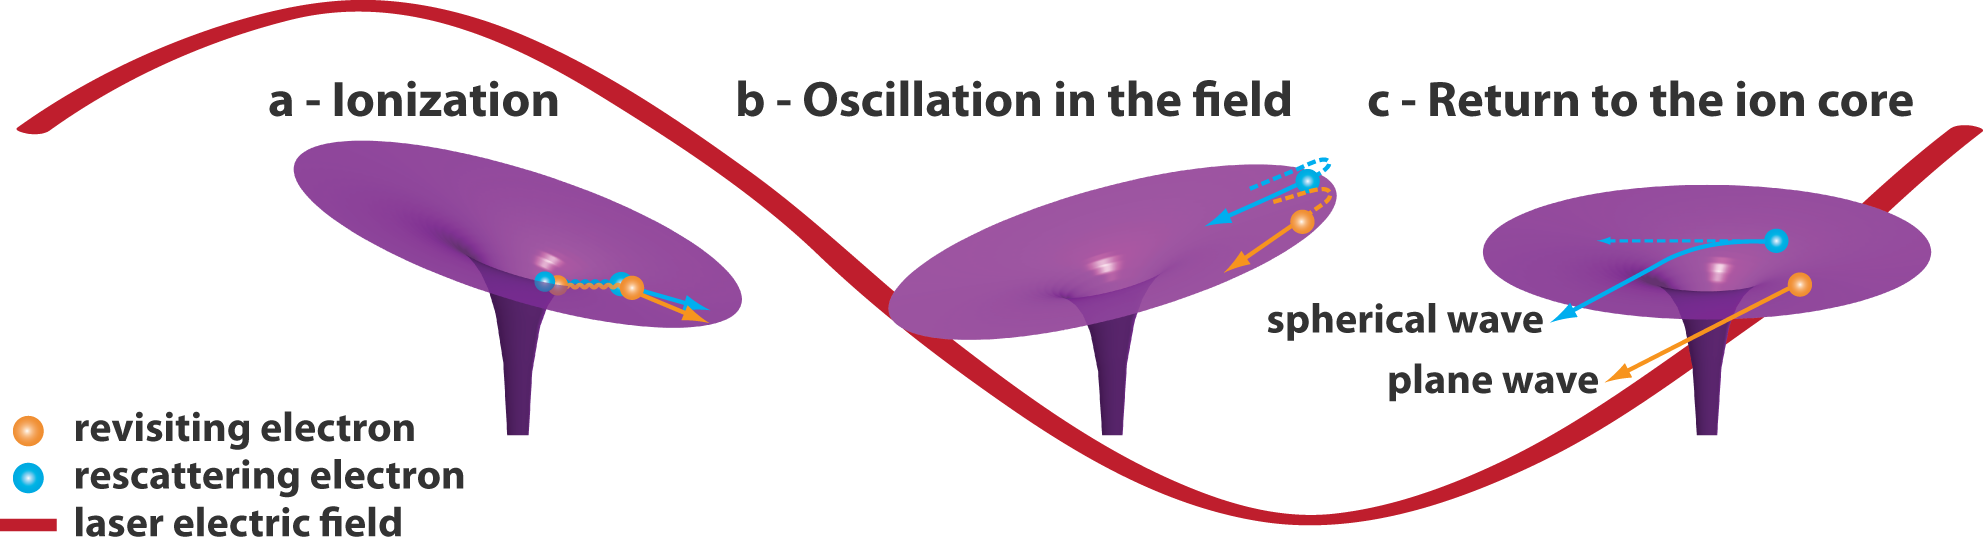 a - Ionization
b - Oscillation in the field
c - Return to the ion core
spherical wave
plane wave
revisiting electron
rescattering electron
laser electric field